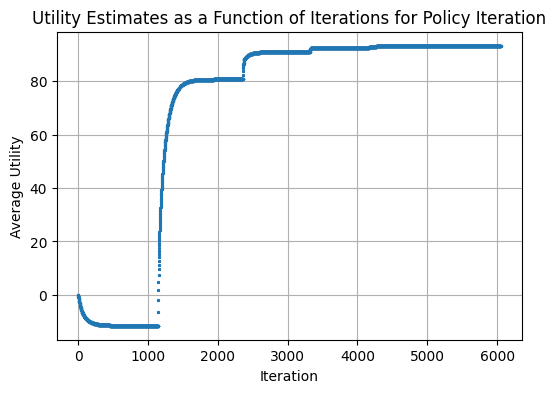 Utility Estimates as a Function of Iterations for Policy Iteration
Average Utility
80
60
40
20
0
0 1000 2000 3000 4000 5000 6000
Iteration